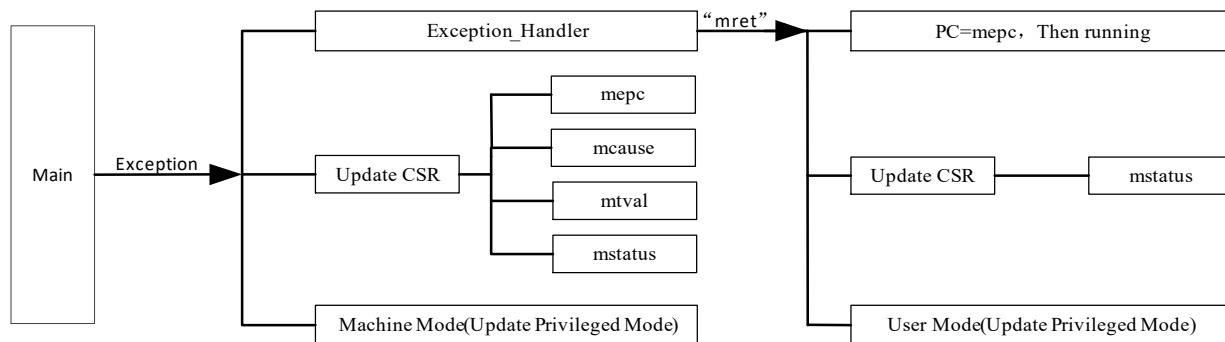 Main
Exception
Exception_Handler
Update CSR
mepc
mcause
mtval
mstatus
Machine Mode(Update Privileged Mode)
“mret”
PC=mepc，Then running
Update CSR
mstatus
User Mode(Update Privileged Mode)